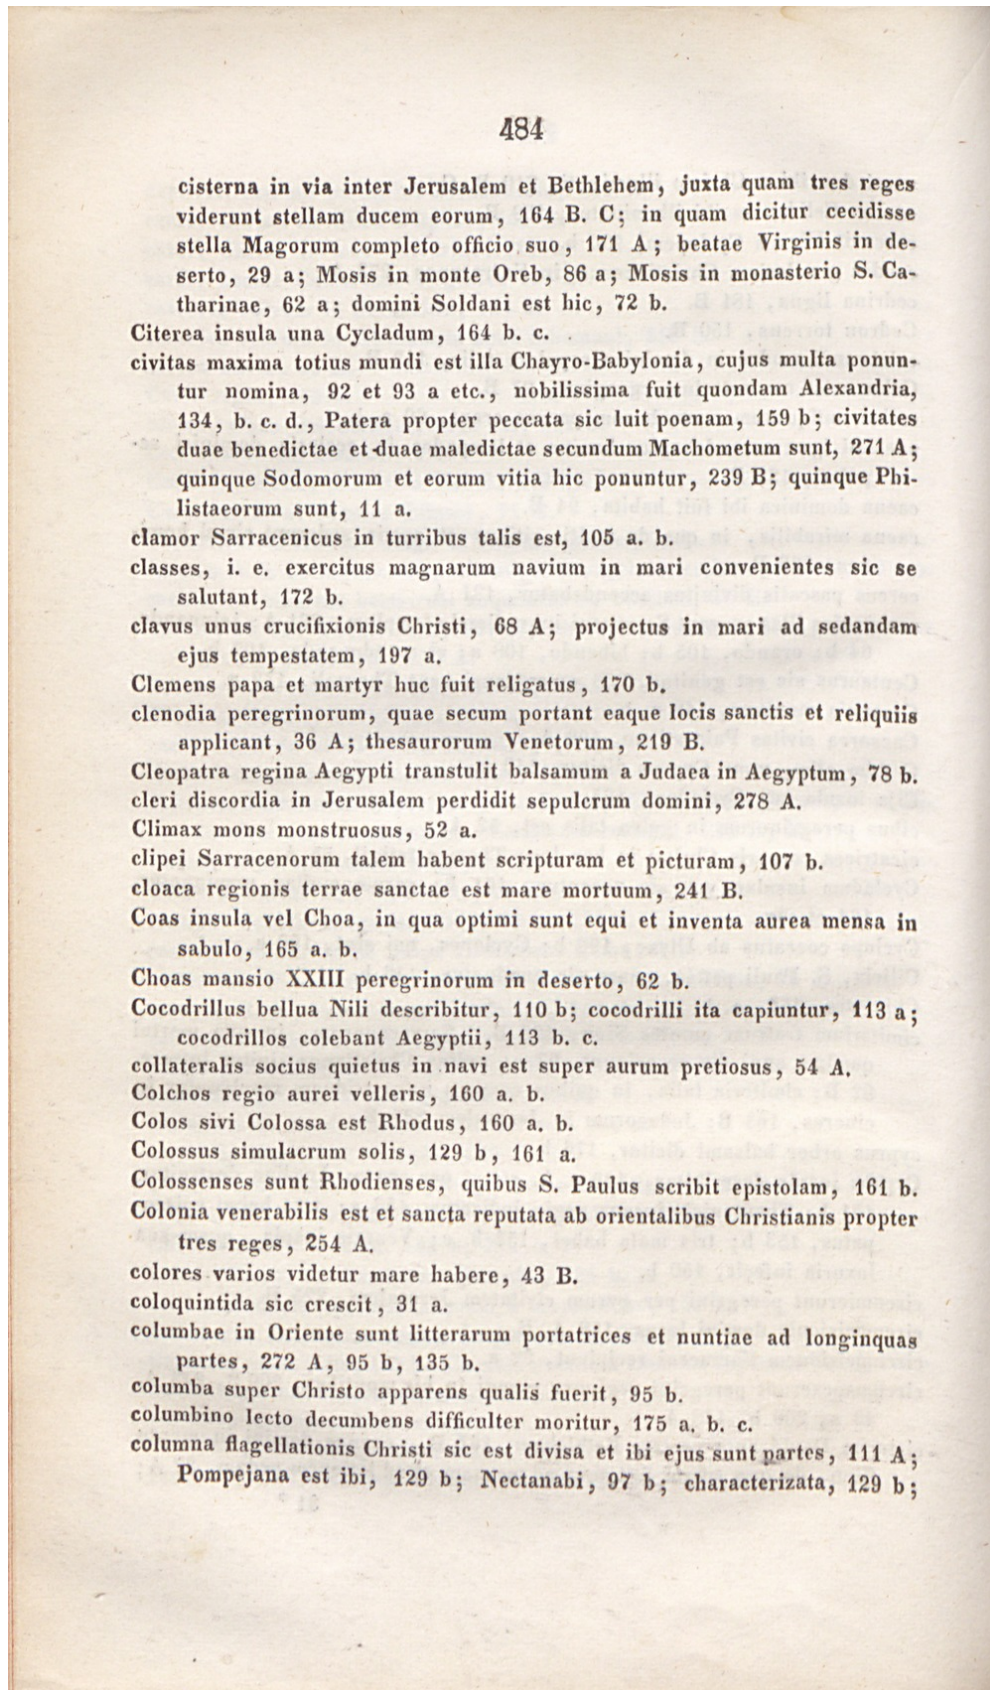 484
cisterna in via inter Jerusalem et Bethlehem, juxta quam tres reges
viderunt stellam ducem eorum, 164 B. C; in quam dicitur cecidisse
stella Magorum completo officio suo, 171 A; beatae Virginis in de-
serto, 29 a; Mosis in monte Oreb, 86 a; Mosis in monasterio S. Ca-
tharinae, 62 a; domini Soldani est hic, 72 b.
Citerea insula una Cycladum, 164 b. c.
civitas maxima totius mundi est illa Chayro-Babylonia, cujus multa ponun-
tur nomina, 92 et 93 a etc., nobilissima fuit quondam Alexandria,
134, b. c. d., Patera propter peccata sic luit poenam, 159 b; civitates
duae benedictae et duae maledictae secundum Machometum sunt, 271 A;
quinque Sodomorum et eorum vitia hic ponuntur, 239 B; quinque Phi-
listaeorum sunt, 11 a.
clamor Sarracenicus in turribus talis est, 105 a. b.
classes, i. e. exercitus magnarum navium in mari convenientes sic se
salutant, 172 b.
clavus unus crucifixionis Christi, 68 A; projectus in mari ad sedandam
ejus tempestatem, 197 a.
Clemens papa et martyr huc fuit religatus, 170 b.
clenodia peregrinorum, quae secum portant eaque locis sanctis et reliquiis
applicant, 36 A; thesaurorum Venetorum, 219 B.
Cleopatra regina Aegypti transtulit balsamum a Judaea in Aegyptum, 78 b.
cleri discordia in Jerusalem perdidit sepulcrum domini, 278 A.
Climax mons monstruosus, 52 a.
clipei Sarracenorum talem habent scripturam et picturam, 107 b.
cloaca regionis terrae sanctae est mare mortuum, 241 B.
Coas insula vel Choa, in qua optimi sunt equi et inventa aurea mensa in
sabulo, 165 a. b.
Choas mansio XXIII peregrinorum in deserto, 62 b.
Cocodrillus bellua Nili describitur, 110 b; cocodrilli ita capiuntur, 113 a;
cocodrillos colebant Aegyptii, 113 b. c.
collateralis socius quietus in navi est super aurum pretiosus, 54 A.
Colchos regio aurei velleris, 160 a. b.
Colos sivi Colossa est Rhodus, 160 a. b.
Colossus simulacrum solis, 129 b, 161 a.
Colossenses sunt Rhodienses, quibus S. Paulus scribit epistolam, 161 b.
Colonia venerabilis est et sancta reputata ab orientalibus Christianis propter
tres reges, 254 A.
colores varios videtur mare habere, 43 B.
coloquintida sic crescit, 31 a.
columbae in Oriente sunt litterarum portatrices et nuntiae ad longinquas
partes, 272 A, 95 b, 135 b.
columba super Christo apparens qualis fuerit, 95 b.
columbino lecto decumbens difficulter moritur, 175 a. b. c.
columna flagellationis Christi sic est divisa et ibi ejus sunt partes, 111 A;
Pompejana est ibi, 129 b; Nectanabi, 97 b; characterizata, 129 b;